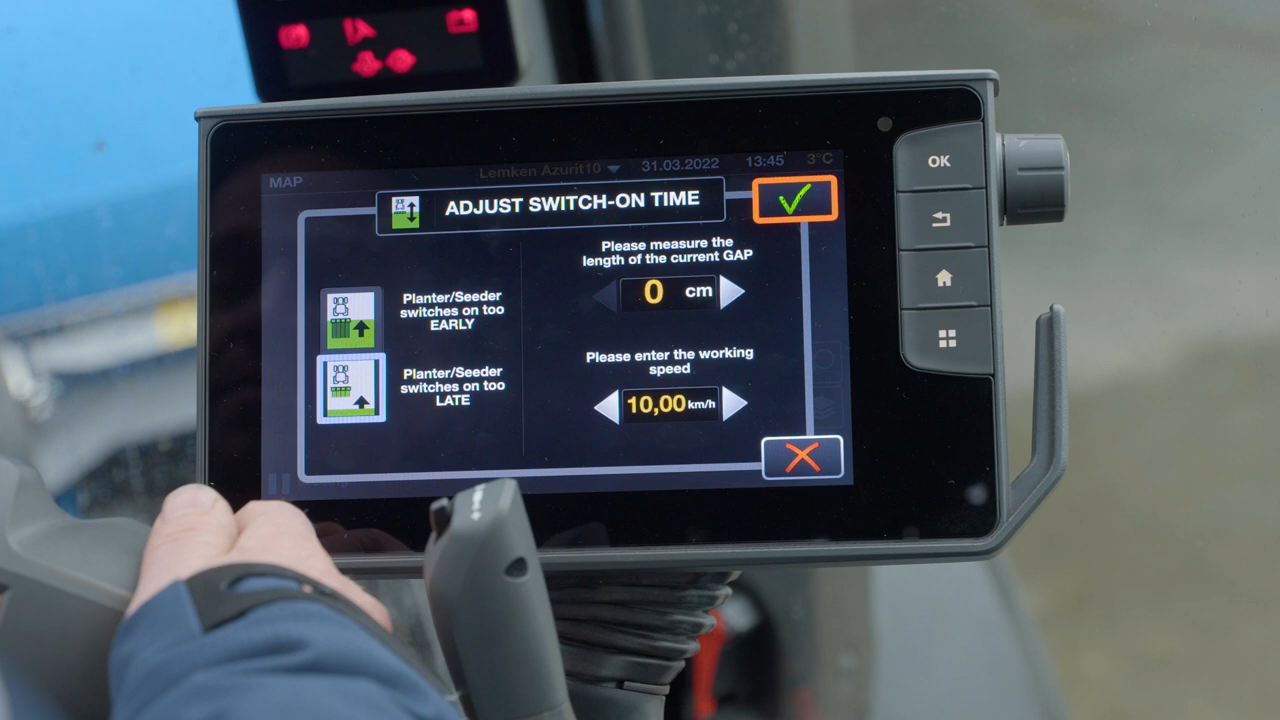 MAP
Lemken Azurit10
31.03.2022
13:45
3°C
ADJUST SWITCH-ON TIME
Planter/Seeder
switches on too
EARLY
Planter/Seeder
switches on too
LATE
Please measure the
length of the current GAP
0 cm
Please enter the working
speed
10,00 km/h
OK